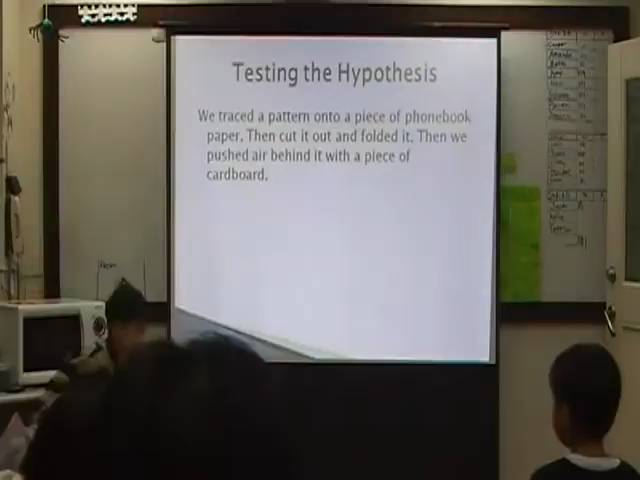 Testing the Hypothesis
We traced a pattern onto a piece of phonebook
paper. Then cut it out and folded it. Then we
pushed air behind it with a piece of
cardboard.